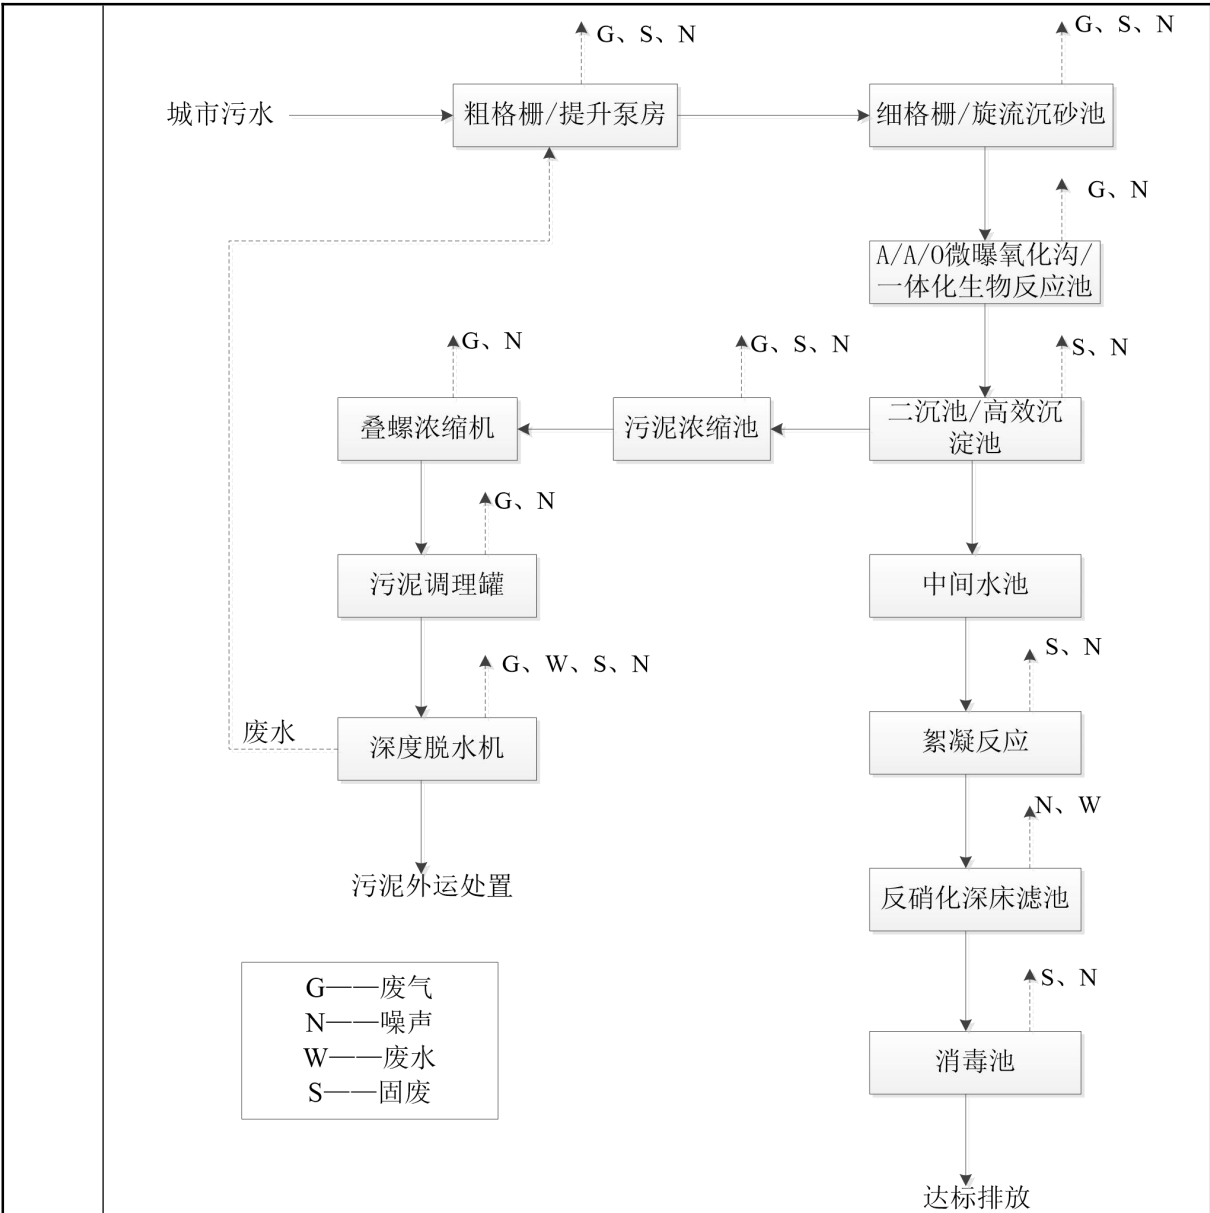 G、S、N
G、S、N
城市污水
粗格栅/提升泵房
细格栅/旋流沉砂池
G、N
A/A/O微曝氧化沟/
一体化生物反应池
G、N
G、S、N
S、N
叠螺浓缩机
污泥浓缩池
二沉池/高效沉
淀池
G、N
污泥调理罐
中间水池
S、N
G、W、S、N
废水
深度脱水机
絮凝反应
N、W
污泥外运处置
反硝化深床滤池
G——废气
N——噪声
W——废水
S——固废
S、N
消毒池
达标排放